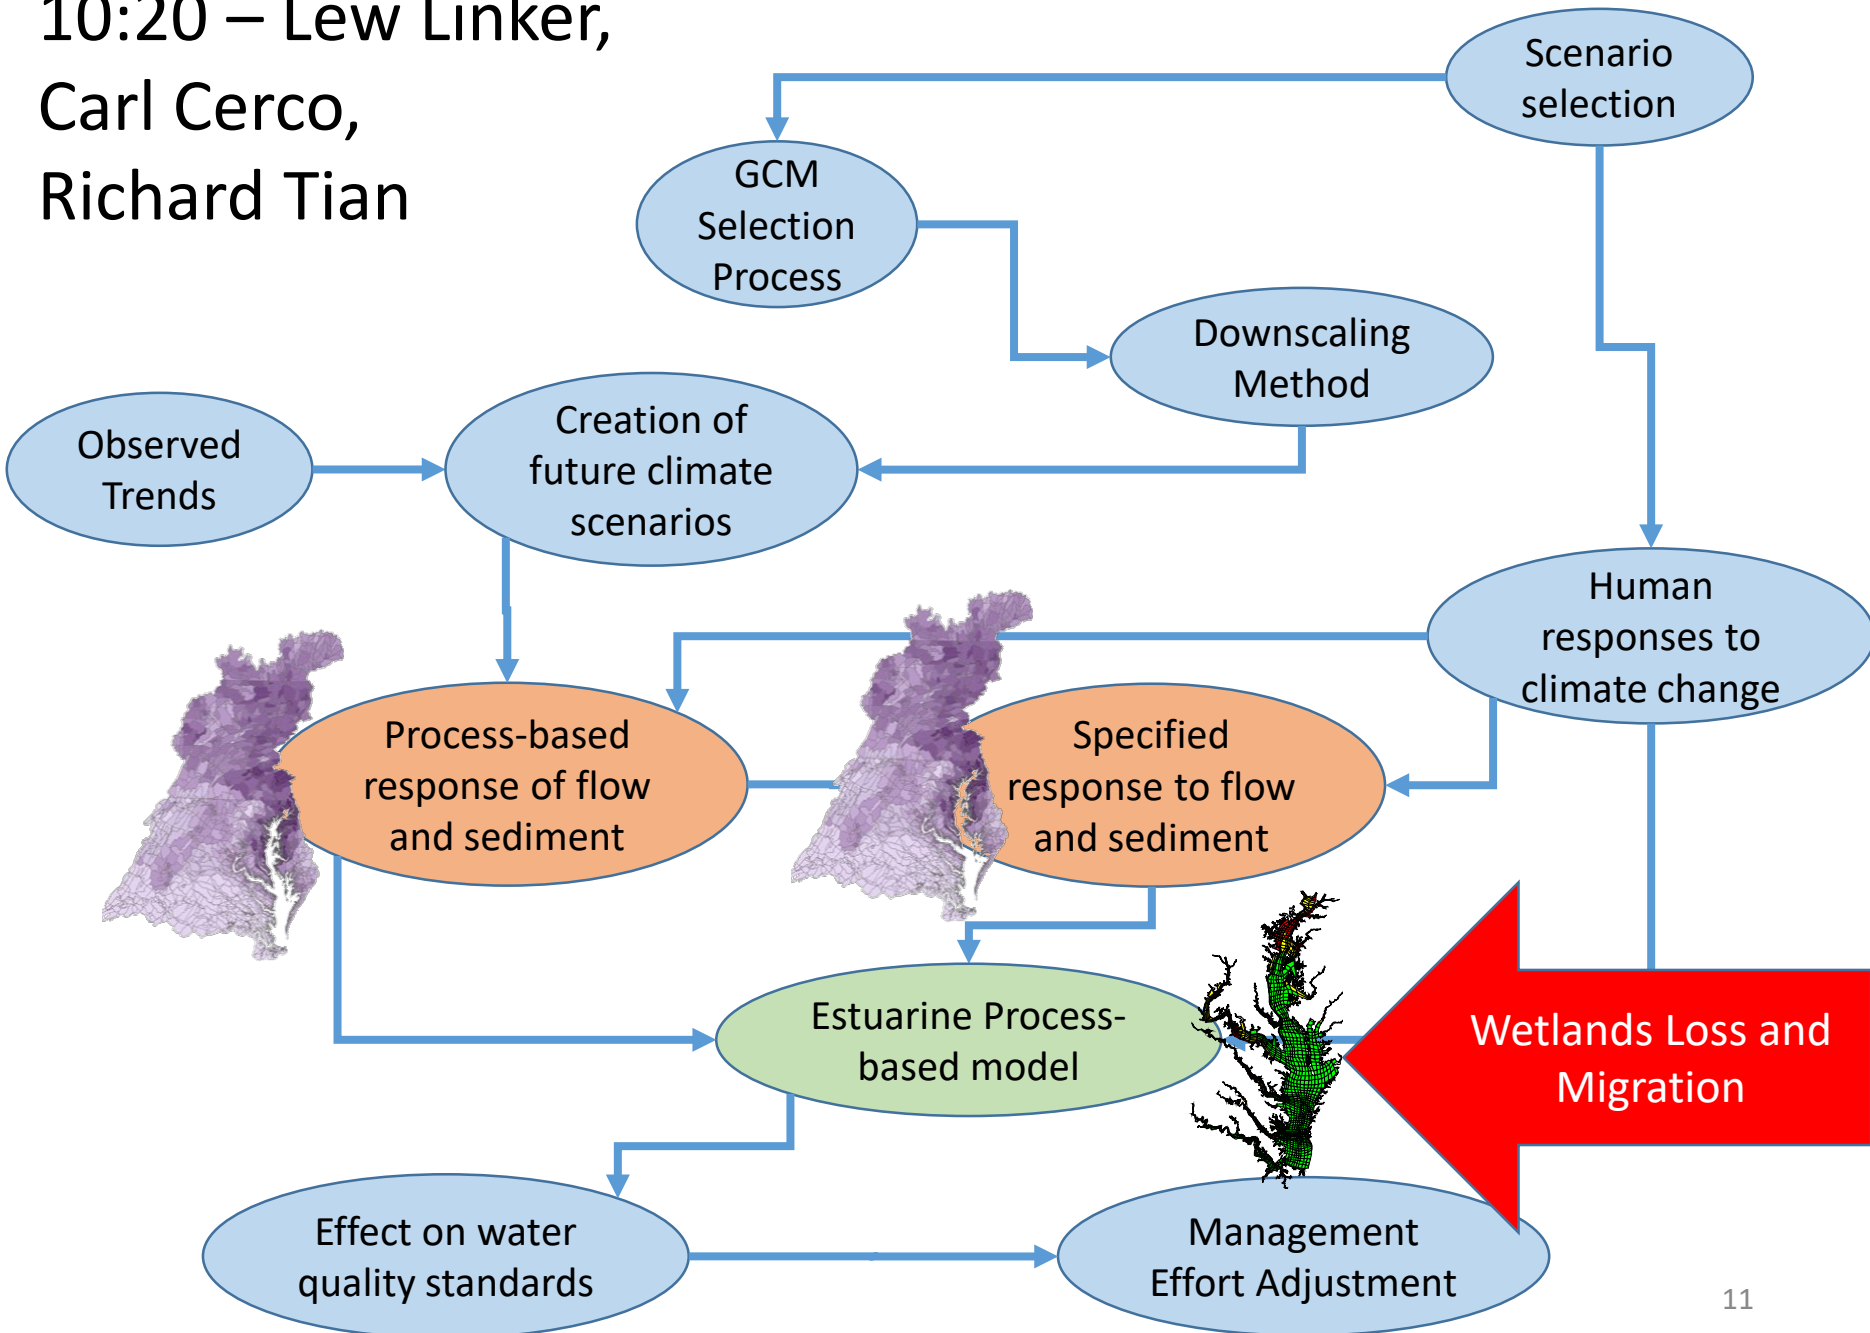 10:20 – Lew Linker,
Carl Cerco,
Richard Tian
Scenario
selection
GCM
Selection
Process
Downscaling
Method
Observed
Trends
Creation of
future climate
scenarios
Human
responses to
climate change
Process-based
response of flow
and sediment
Specified
response to flow
and sediment
Estuarine Process-
based model
Wetlands Loss and
Migration
Effect on water
quality standards
Management
Effort Adjustment
11